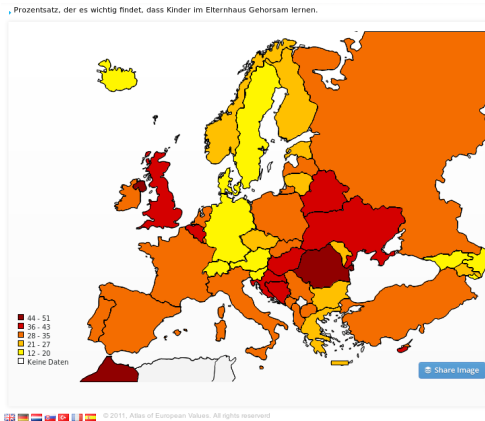 Prozentsatz, der es wichtig findet, dass Kinder im Elternhaus Gehorsam lernen.
44 - 51
36 - 43
28 - 35
21 - 27
12 - 20
Keine Daten
Share Image
© 2011, Atlas of European Values. All rights reserverd